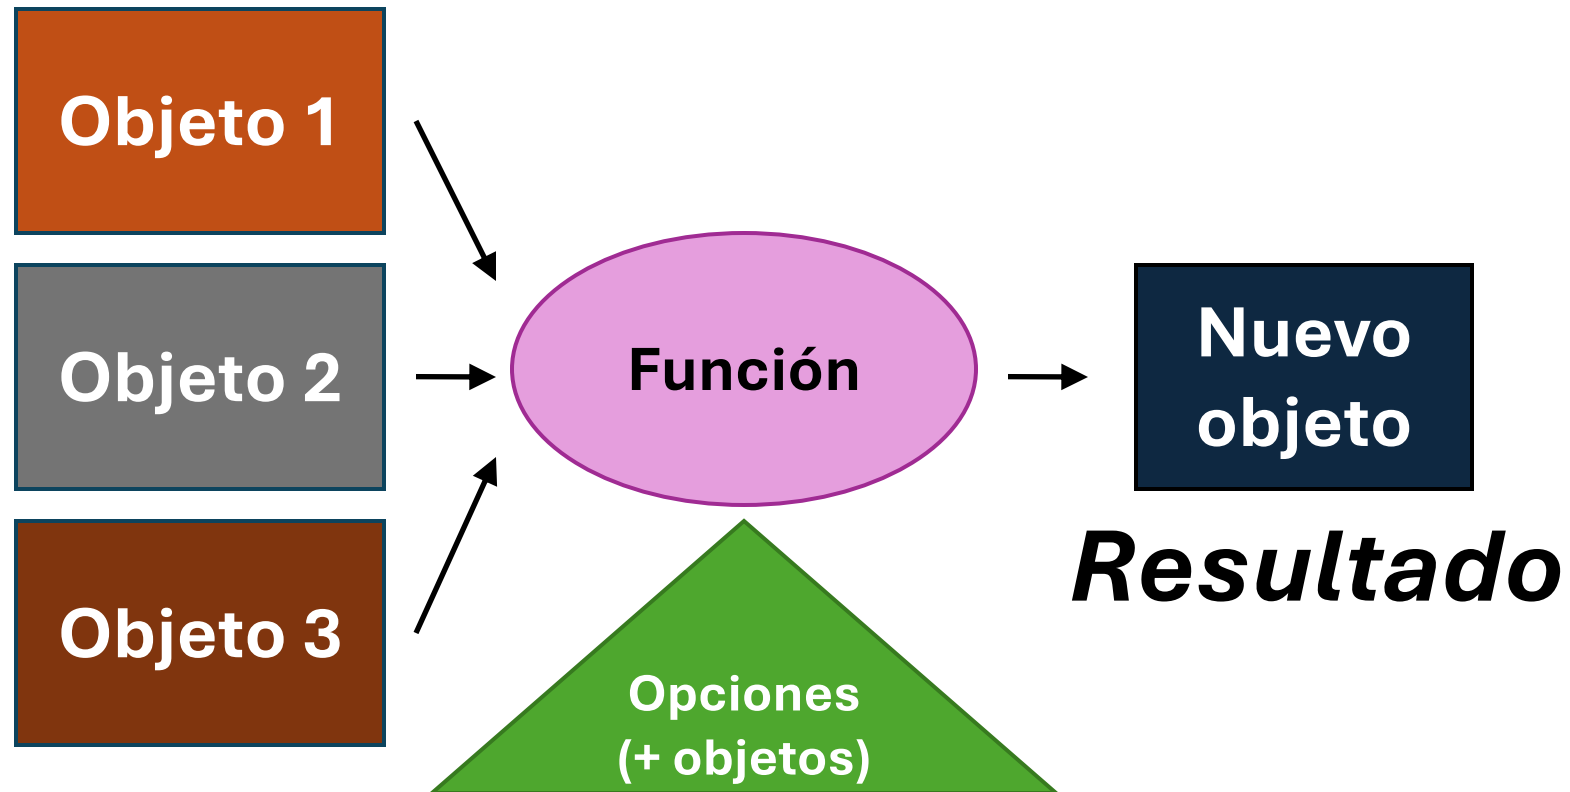 Objeto 1
Objeto 2
Objeto 3
Función
Opciones
(+ objetos)
Nuevo
objeto
Resultado